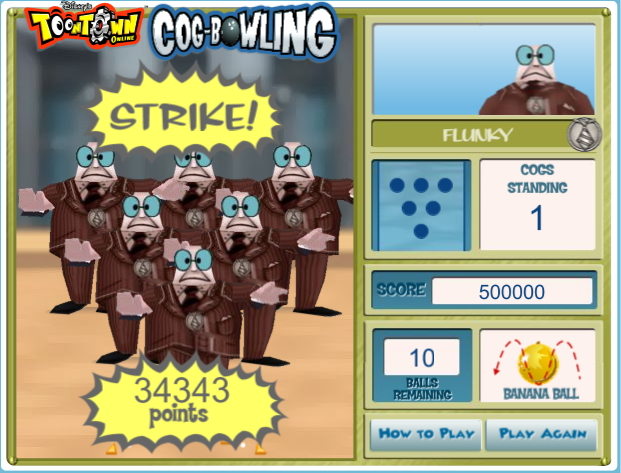 Disney's
TOONTOWN
ONLINE
COG-BOWLING
STRIKE!
34343
points
FLUNKY
COGS
STANDING
1
SCORE 500000
10
BALLS
REMAINING
BANANA BALL
HOW TO PLAY
PLAY AGAIN